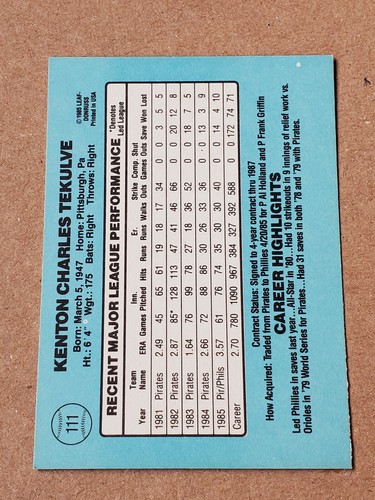 111
KENTON CHARLES TEKULVE
Born: March 5, 1947 Home: Pittsburgh, Pa
Ht.: 6' 4" Wgt.: 175 Bats: Right Throws: Right
© 1985 LEAF-
DONRUSS
Printed in USA
RECENT MAJOR LEAGUE PERFORMANCE
*Denotes
Led League
Team Inn. Er. Strike Comp. Shut
Year Name ERA Games Pitched Hits Runs Runs Walks Outs Games Outs Save Won Lost
1981 Pirates 2.49 45 65 61 19 18 17 34 0 0 3 5 5
1982 Pirates 2.87 85* 128 113 47 41 46 66 0 0 20 12 8
1983 Pirates 1.64 76 99 78 27 18 36 52 0 0 18 7 5
1984 Pirates 2.66 72 88 86 30 26 33 36 0 0 13 3 9
1985 Pir/Phils 3.57 61 76 74 35 30 30 40 0 0 14 4 10
Career 2.70 780 1090 967 384 327 392 588 0 0 172 74 71
Contract Status: Signed to 4-year contract thru 1987
How Acquired: Traded from Pirates to Phillies 4/20/85 for P Al Holland and P Frank Griffin
CAREER HIGHLIGHTS
Led Phillies in saves last year...All-Star in '80...Had 10 strikeouts in 9 innings of relief work vs.
Orioles in '79 World Series for Pirates...Had 31 saves in both '78 and '79 with Pirates.